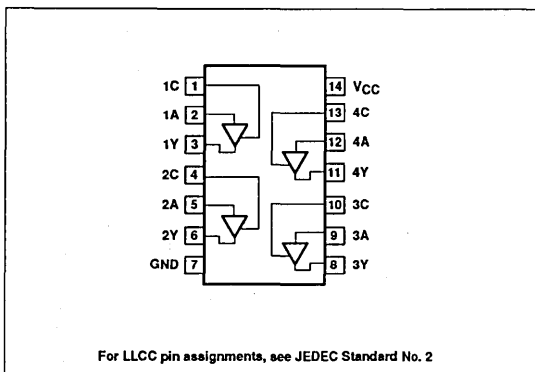 1C 1
1A 2
1Y 3
2C 4
2A 5
2Y 6
GND 7
14 VCC
13 4C
12 4A
11 4Y
10 3C
9 3A
8 3Y
For LLCC pin assignments, see JEDEC Standard No. 2